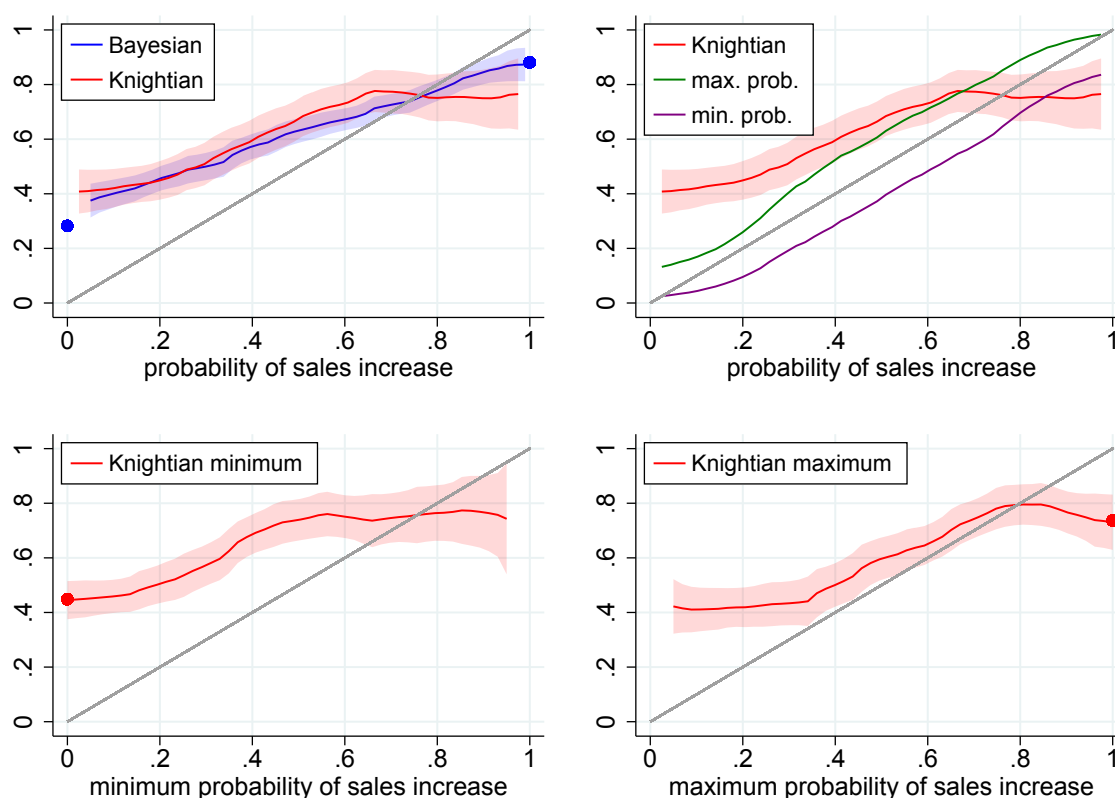 Bayesian
Knightian
0 .2 .4 .6 .8 1
0 .2 .4 .6 .8 1
probability of sales increase
Knightian
max. prob.
min. prob.
0 .2 .4 .6 .8 1
0 .2 .4 .6 .8 1
probability of sales increase
Knightian minimum
0 .2 .4 .6 .8 1
0 .2 .4 .6 .8 1
minimum probability of sales increase
Knightian maximum
0 .2 .4 .6 .8 1
0 .2 .4 .6 .8 1
maximum probability of sales increase